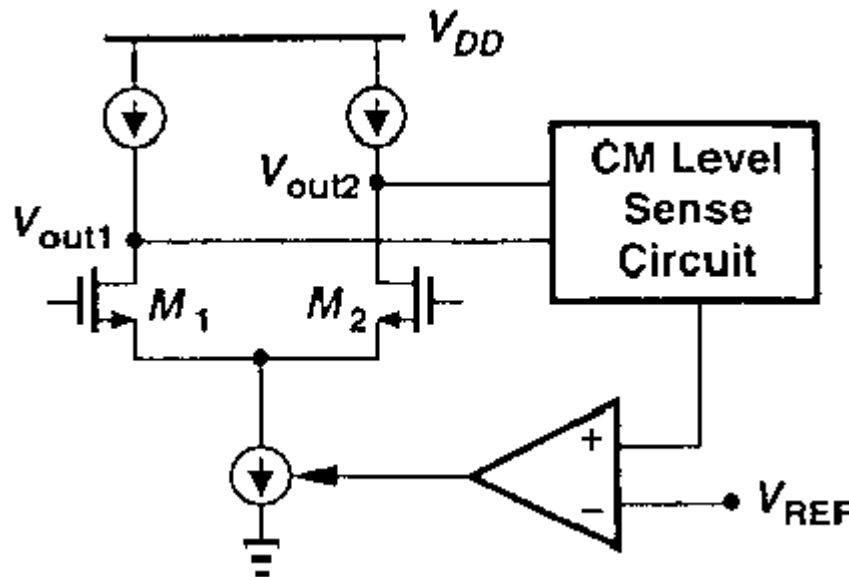 V_DD
CM Level
Sense
Circuit
V_out2
V_out1
M_1
M_2
+
−
V_REF